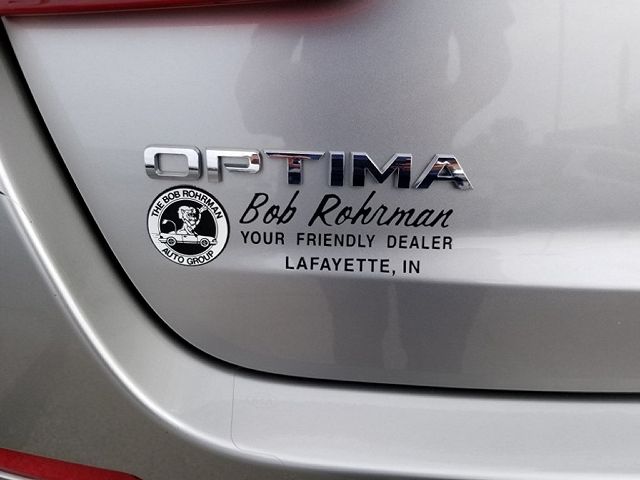 OPTIMA
THE BOB ROHRMAN
AUTO GROUP
Bob Rohrman
YOUR FRIENDLY DEALER
LAFAYETTE, IN